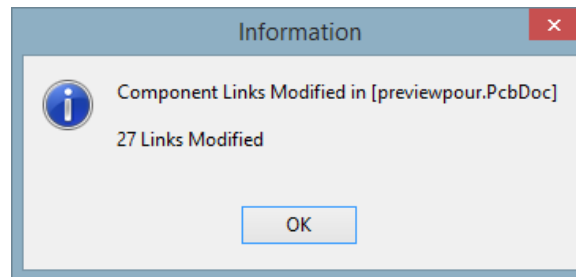 Information
Component Links Modified in [previewpour.PcbDoc]
27 Links Modified
OK